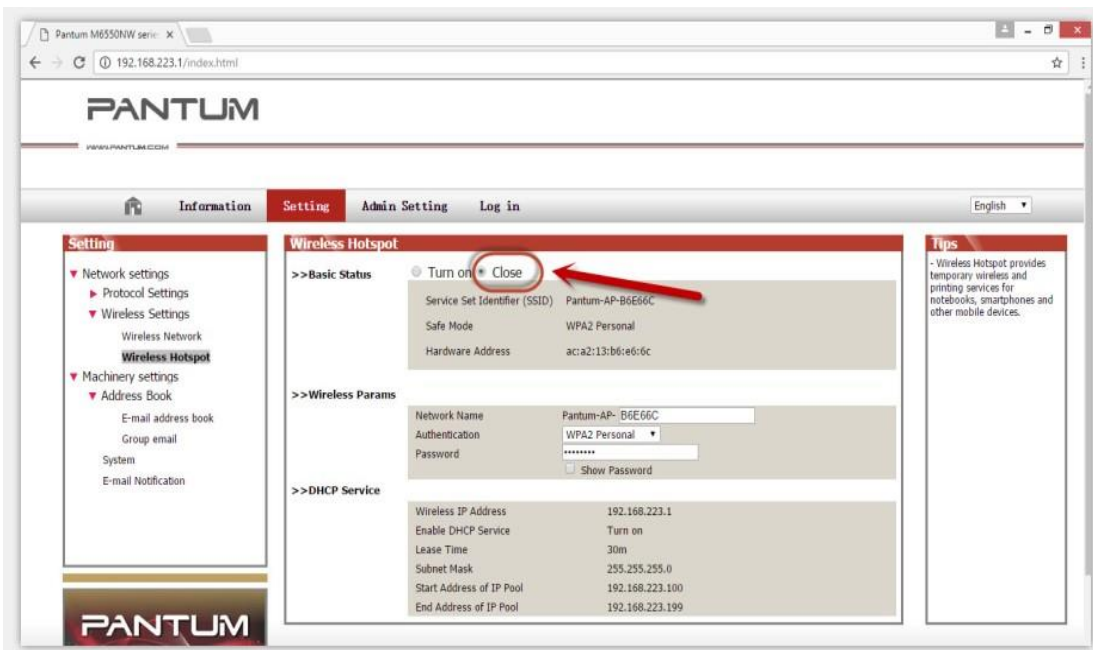 Pantum M6550NW serie
192.168.223.1/index.html
PANTUM
WWW.PANTUM.COM
Information Setting Admin Setting Log in English
Setting
Network settings
Protocol Settings
Wireless Settings
Wireless Network
Wireless Hotspot
Machinery settings
Address Book
E-mail address book
Group email
System
E-mail Notification
PANTUM
Wireless Hotspot
>>Basic Status Turn on Close
Service Set Identifier (SSID) Pantum-AP-B6E66C
Safe Mode WPA2 Personal
Hardware Address ac:a2:13:b6:e6:6c
>>Wireless Params
Network Name Pantum-AP- B6E66C
Authentication WPA2 Personal
Password ••••••••
Show Password
>>DHCP Service
Wireless IP Address 192.168.223.1
Enable DHCP Service Turn on
Lease Time 30m
Subnet Mask 255.255.255.0
Start Address of IP Pool 192.168.223.100
End Address of IP Pool 192.168.223.199
Tips
- Wireless Hotspot provides
temporary wireless and
printing services for
notebooks, smartphones and
other mobile devices.